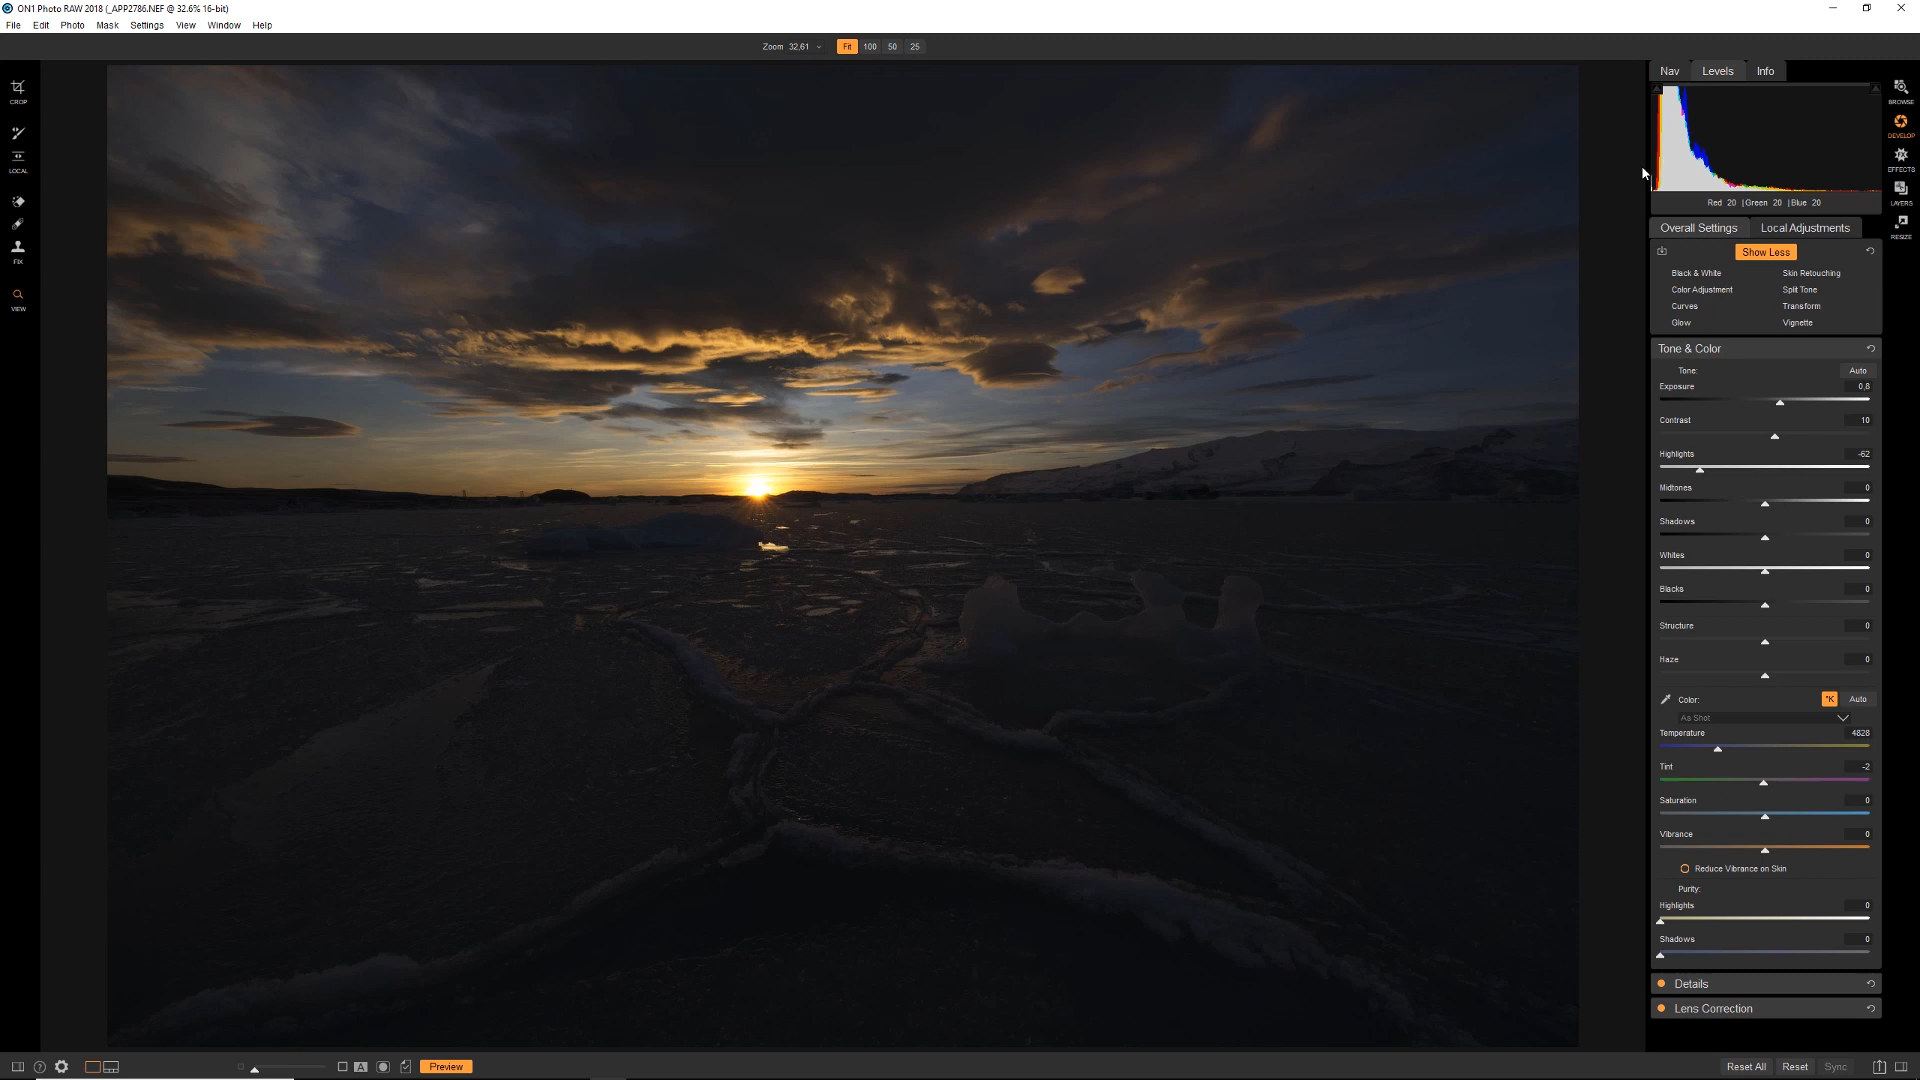 ON1 Photo RAW 2018 (_APP2786.NEF @ 32.6% 16-bit)
File Edit Photo Mask Settings View Window Help
Zoom 32,61 Fit 100 50 25
CROP
LOCAL
FIX
VIEW
Nav Levels Info
Red 20 |Green 20 |Blue 20
BROWSE
DEVELOP
EFFECTS
LAYERS
RESIZE
Overall Settings Local Adjustments
Show Less
Black & White Skin Retouching
Color Adjustment Split Tone
Curves Transform
Glow Vignette
Tone & Color
Tone: Auto
Exposure 0,8
Contrast 10
Highlights -62
Midtones 0
Shadows 0
Whites 0
Blacks 0
Structure 0
Haze 0
Color: °K Auto
As Shot
Temperature 4828
Tint -2
Saturation 0
Vibrance 0
Reduce Vibrance on Skin
Purity:
Highlights 0
Shadows 0
Details
Lens Correction
? A Preview
Reset All Reset Sync